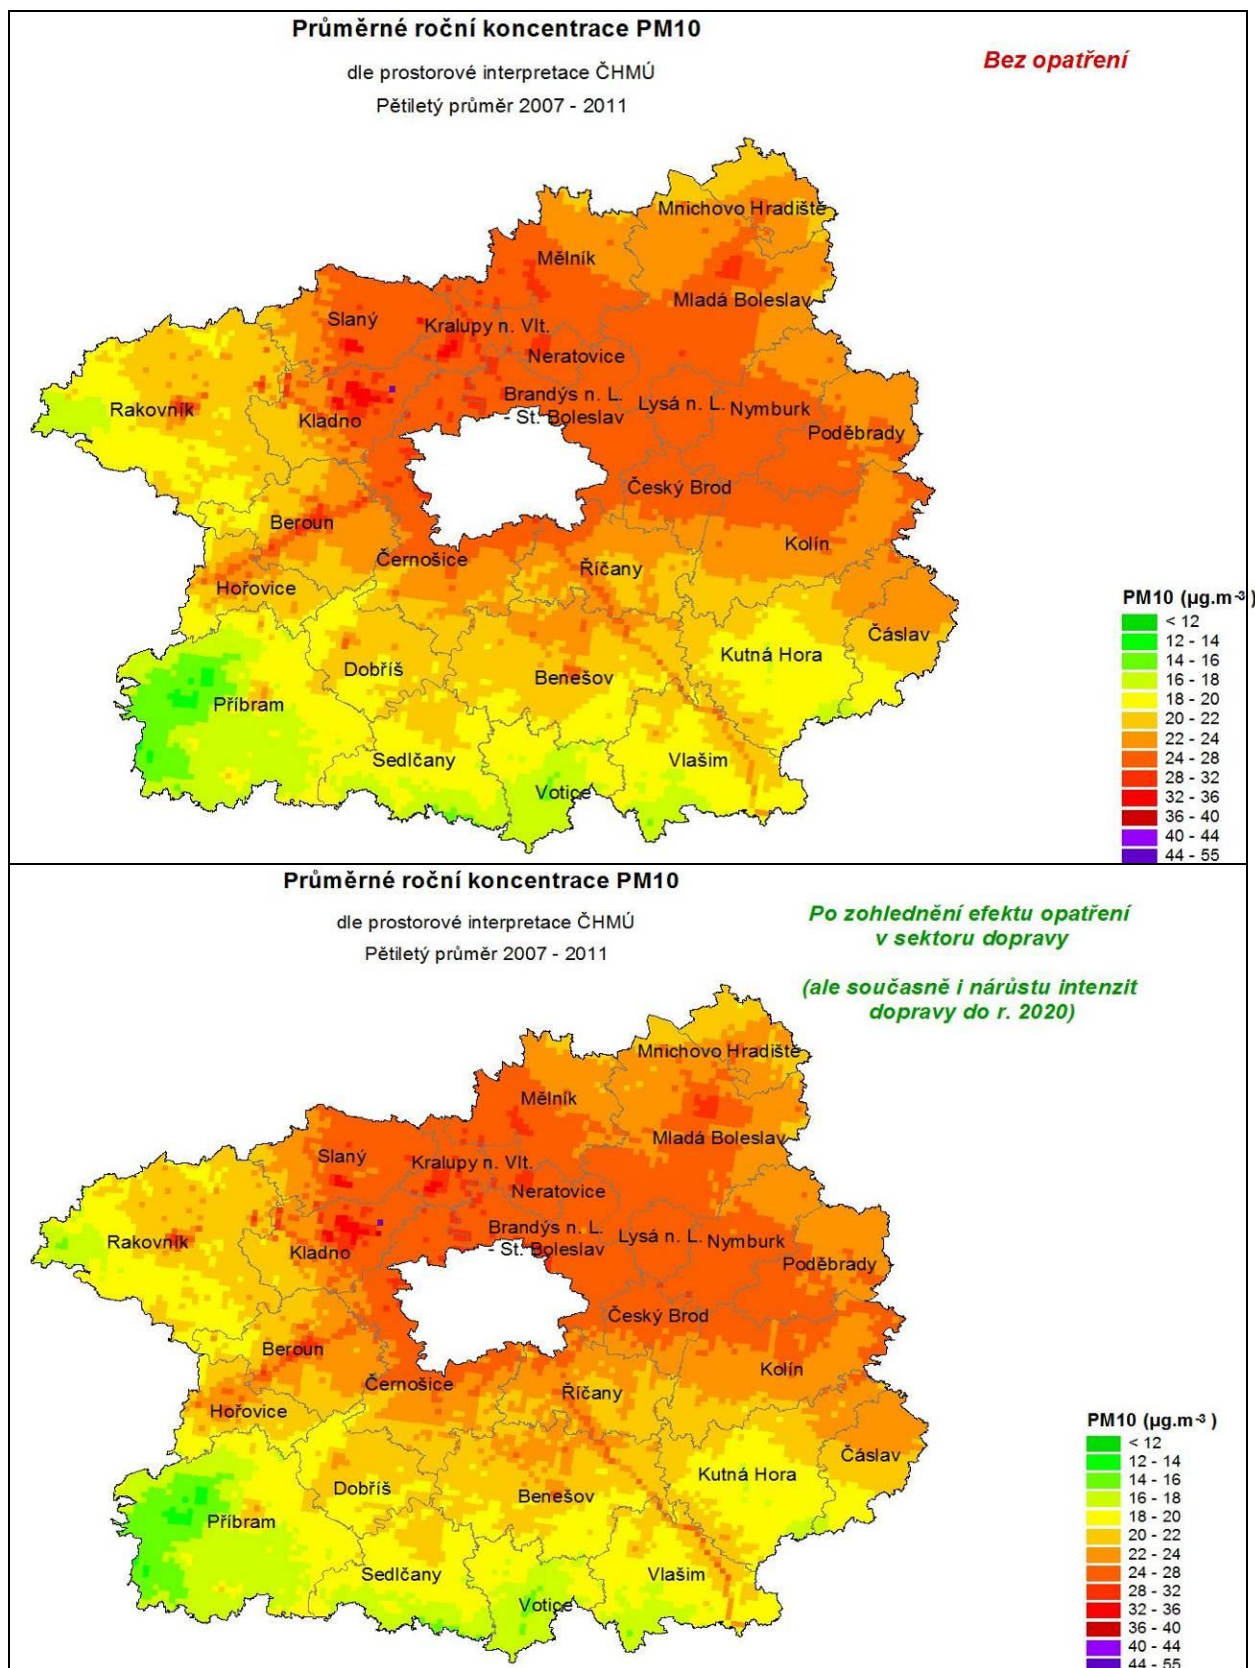 Průměrné roční koncentrace PM10
Bez opatření
dle prostorové interpretace ČHMÚ
Pětiletý průměr 2007 - 2011
Mnichovo Hradiště
Mělník
Mladá Boleslav
Slaný
Kralupy n. Vlt.
Neratovice
Brandýs n. L.
- St. Boleslav
Lysá n. L.
Nymburk
Rakovník
Kladno
Poděbrady
Český Brod
Beroun
Kolín
Černošice
Říčany
Hořovice
Čáslav
Kutná Hora
Dobříš
Benešov
Příbram
Sedlčany
Vlašim
Votice
PM10 (µg.m-3)
< 12
12 - 14
14 - 16
16 - 18
18 - 20
20 - 22
22 - 24
24 - 28
28 - 32
32 - 36
36 - 40
40 - 44
44 - 55
Průměrné roční koncentrace PM10
dle prostorové interpretace ČHMÚ
Pětiletý průměr 2007 - 2011
Po zohlednění efektu opatření
v sektoru dopravy
(ale současně i nárůstu intenzit
dopravy do r. 2020)
Mnichovo Hradiště
Mělník
Mladá Boleslav
Slaný
Kralupy n. Vlt.
Neratovice
Brandýs n. L.
- St. Boleslav
Lysá n. L.
Nymburk
Rakovník
Kladno
Poděbrady
Český Brod
Beroun
Kolín
Černošice
Říčany
Hořovice
Čáslav
Kutná Hora
Dobříš
Benešov
Příbram
Sedlčany
Vlašim
Votice
PM10 (µg.m-3 )
< 12
12 - 14
14 - 16
16 - 18
18 - 20
20 - 22
22 - 24
24 - 28
28 - 32
32 - 36
36 - 40
40 - 44
44 - 55